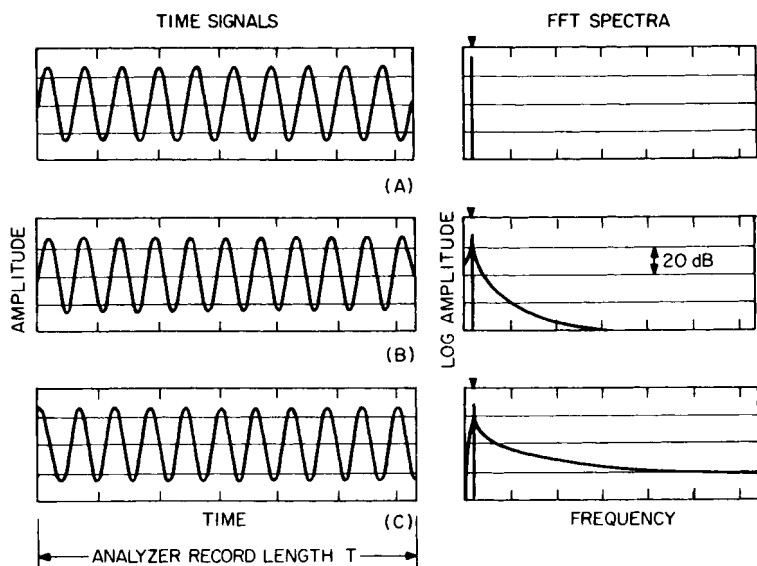 TIME SIGNALS
FFT SPECTRA
(A)
AMPLITUDE
LOG AMPLITUDE
20 dB
(B)
TIME
(C)
FREQUENCY
ANALYZER RECORD LENGTH T